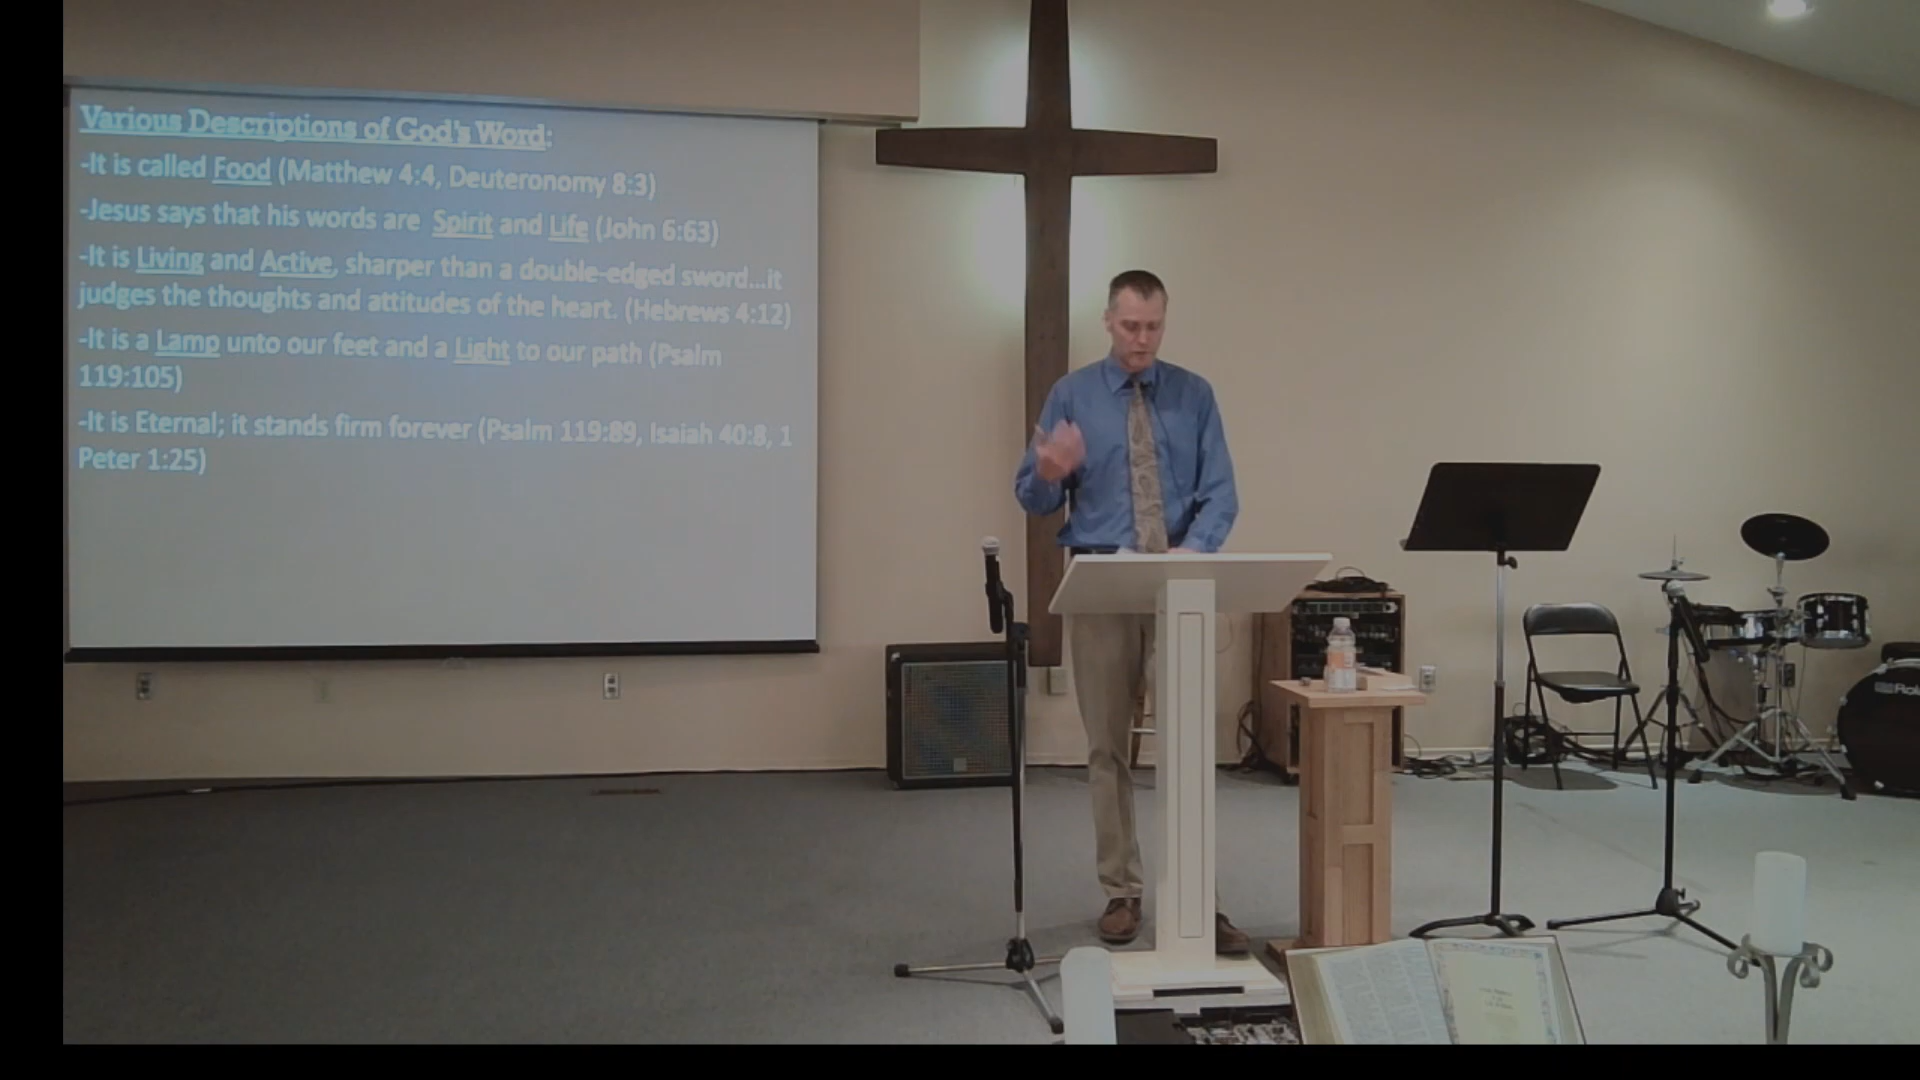 Various Descriptions of God's Word:
-It is called Food (Matthew 4:4, Deuteronomy 8:3)
-Jesus says that his words are Spirit and Life (John 6:63)
-It is Living and Active, sharper than a double-edged sword...it
judges the thoughts and attitudes of the heart. (Hebrews 4:12)
-It is a Lamp unto our feet and a Light to our path (Psalm
119:105)
-It is Eternal; it stands firm forever (Psalm 119:89, Isaiah 40:8, 1
Peter 1:25)